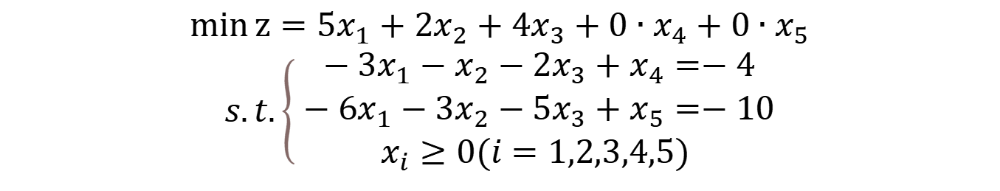 min z = 5x₁ + 2x₂ + 4x₃ + 0 · x₄ + 0 · x₅
− 3x₁ − x₂ − 2x₃ + x₄ =− 4
s.t. { − 6x₁ − 3x₂ − 5x₃ + x₅ =− 10
xᵢ ≥ 0(i = 1,2,3,4,5)